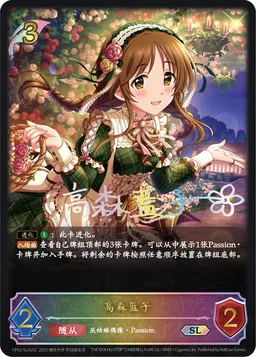 3
高森藍子
进化 1 ：此卡牌进化。
入场曲 查看自己牌组顶部的3张卡牌。可以从中展示1张Passion·
卡牌并加入手牌。将剩余的卡牌按照任意顺序放置在牌组底部。
高森蓝子
2
2
随从
灰姑娘偶像·Passion
SL